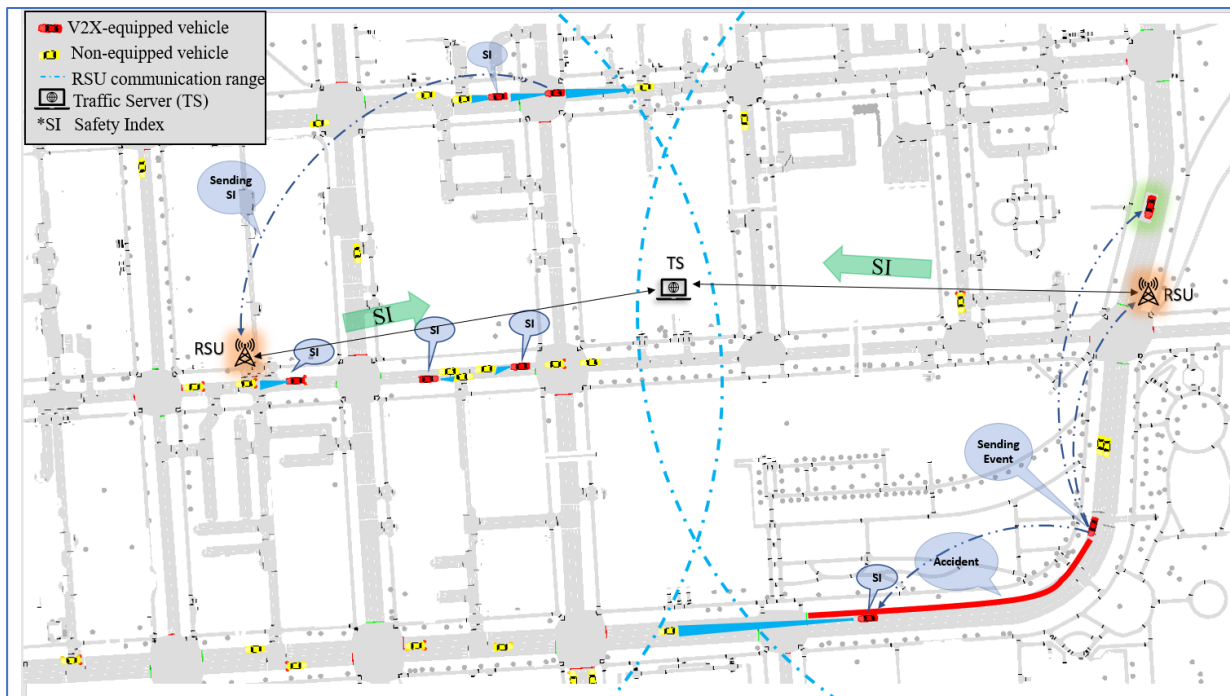 V2X-equipped vehicle
Non-equipped vehicle
RSU communication range
Traffic Server (TS)
*SI Safety Index
SI
Sending
SI
TS
SI
RSU
SI
RSU
SI
SI
SI
Sending
Event
Accident
SI